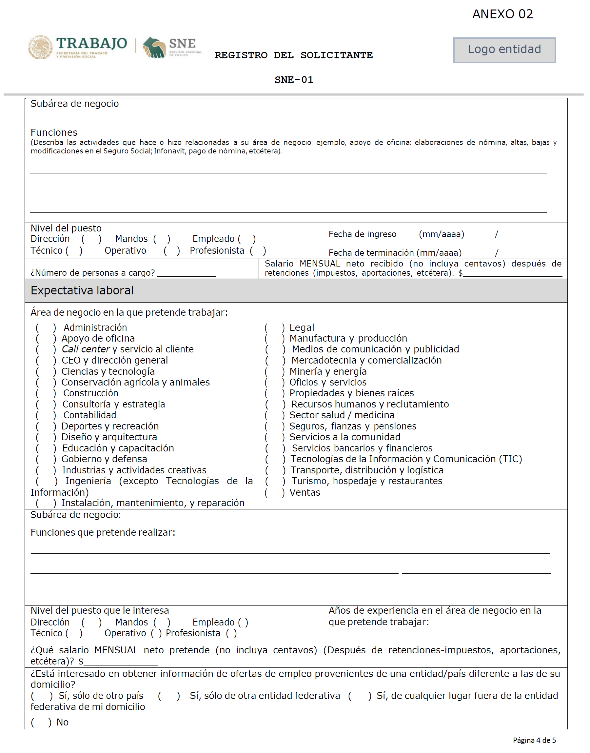 ANEXO 02
TRABAJO
SECRETARÍA DEL TRABAJO
Y PREVISIÓN SOCIAL
SNE
REGISTRO DEL SOLICITANTE
Logo entidad
SNE-01
Subárea de negocio
Funciones
(Describa las actividades que hace o hizo relacionadas a su área de negocio ejemplo, apoyo de oficina: elaboraciones de nómina, altas, bajas y
modificaciones en el Seguro Social; Infonavit, pago de nómina, etcétera)
Nivel del puesto
Dirección ( ) Mandos ( ) Empleado ( )
Técnico ( ) Operativo ( ) Profesionista ( )
Fecha de ingreso (mm/aaaa) /
Fecha de terminación (mm/aaaa) /
¿Número de personas a cargo? ____________
Salario MENSUAL neto recibido (no incluya centavos) después de
retenciones (impuestos, aportaciones, etcétera). $____________________
Expectativa laboral
Área de negocio en la que pretende trabajar:
( ) Administración
( ) Apoyo de oficina
( ) Call center y servicio al cliente
( ) CEO y dirección general
( ) Ciencias y tecnología
( ) Conservación agrícola y animales
( ) Construcción
( ) Consultoría y estrategia
( ) Contabilidad
( ) Deportes y recreación
( ) Diseño y arquitectura
( ) Educación y capacitación
( ) Gobierno y defensa
( ) Industrias y actividades creativas
( ) Ingeniería (excepto Tecnologías de la
Información)
( ) Instalación, mantenimiento, y reparación
( ) Legal
( ) Manufactura y producción
( ) Medios de comunicación y publicidad
( ) Mercadotecnia y comercialización
( ) Minería y energía
( ) Oficios y servicios
( ) Propiedades y bienes raíces
( ) Recursos humanos y reclutamiento
( ) Sector salud / medicina
( ) Seguros, fianzas y pensiones
( ) Servicios a la comunidad
( ) Servicios bancarios y financieros
( ) Tecnologías de la Información y Comunicación (TIC)
( ) Transporte, distribución y logística
( ) Turismo, hospedaje y restaurantes
( ) Ventas
Subárea de negocio:
Funciones que pretende realizar:
Nivel del puesto que le interesa
Dirección ( ) Mandos ( ) Empleado ( )
Técnico ( ) Operativo ( ) Profesionista ( )
Años de experiencia en el área de negocio en la
que pretende trabajar:
¿Qué salario MENSUAL neto pretende (no incluya centavos) (Después de retenciones-impuestos, aportaciones,
etcétera)? $_______________
¿Está interesado en obtener información de ofertas de empleo provenientes de una entidad/país diferente a las de su
domicilio?
( ) Sí, sólo de otro país ( ) Sí, sólo de otra entidad federativa ( ) Sí, de cualquier lugar fuera de la entidad
federativa de mi domicilio
( ) No
Página 4 de 5